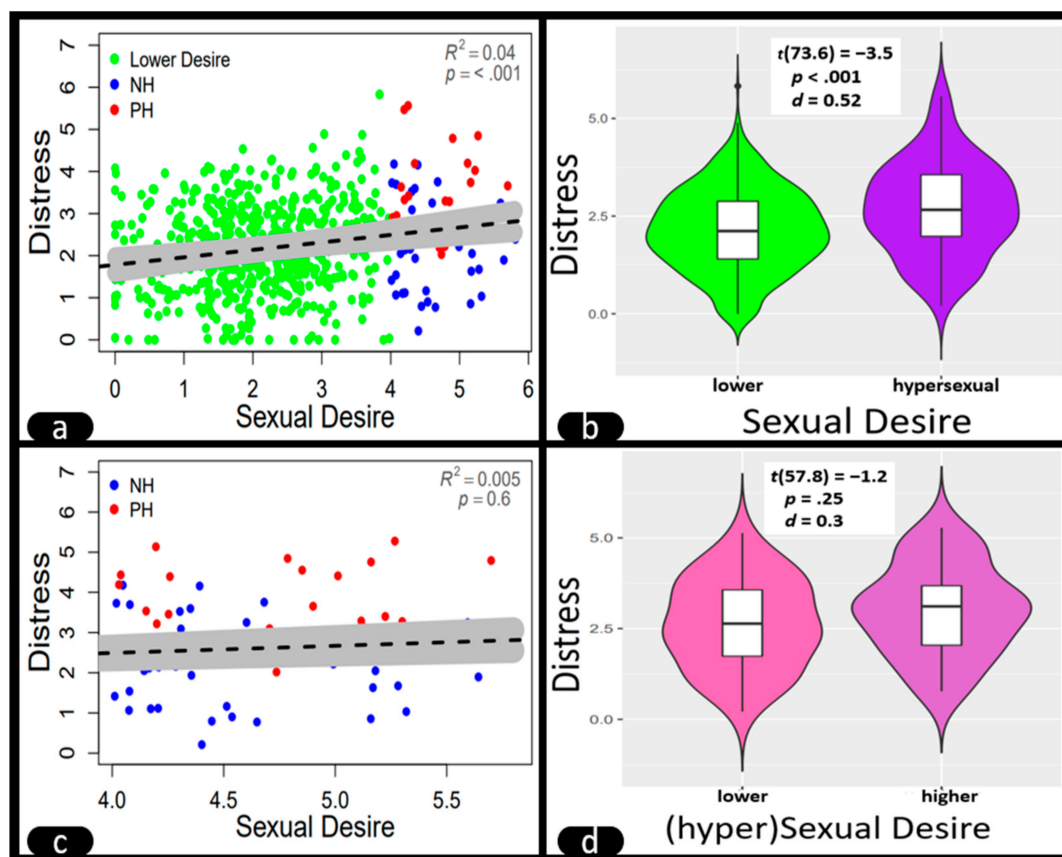 7
6
5
4
3
2
1
0
Distress
Lower Desire
NH
PH
R² = 0.04
p = < .001
0 1 2 3 4 5 6
Sexual Desire
a
5.0
2.5
0.0
Distress
t(73.6) = −3.5
p < .001
d = 0.52
lower hypersexual
Sexual Desire
b
7
6
5
4
3
2
1
0
Distress
NH
PH
R² = 0.005
p = 0.6
4.0 4.5 5.0 5.5
Sexual Desire
c
5.0
2.5
0.0
Distress
t(57.8) = −1.2
p = .25
d = 0.3
lower higher
(hyper)Sexual Desire
d